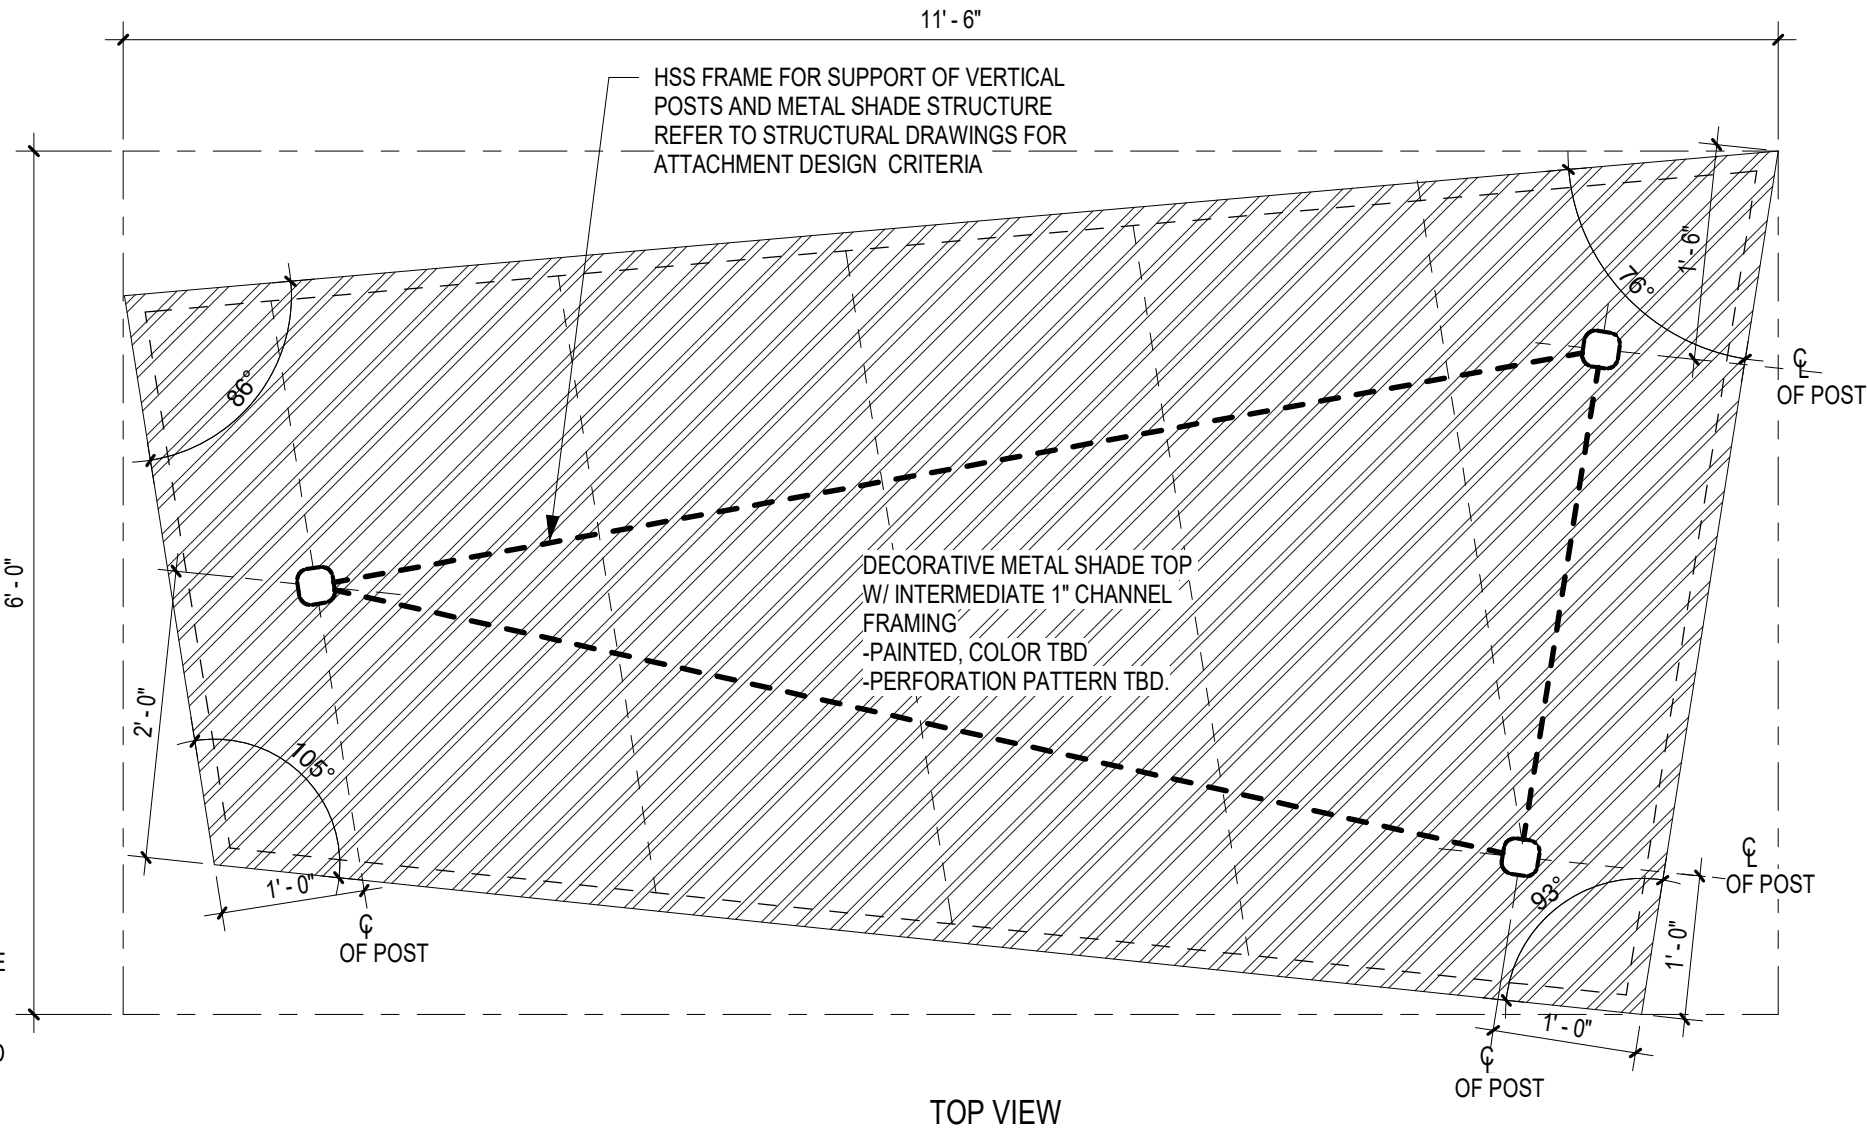 11' - 6"
HSS FRAME FOR SUPPORT OF VERTICAL
POSTS AND METAL SHADE STRUCTURE
REFER TO STRUCTURAL DRAWINGS FOR
ATTACHMENT DESIGN CRITERIA
1' - 6"
76°
86°
℄
OF POST
6' - 0"
DECORATIVE METAL SHADE TOP
W/ INTERMEDIATE 1" CHANNEL
FRAMING
-PAINTED, COLOR TBD
-PERFORATION PATTERN TBD.
2' - 0"
105°
1' - 0"
℄
OF POST
93°
℄
OF POST
1' - 0"
1' - 0"
℄
OF POST
TOP VIEW